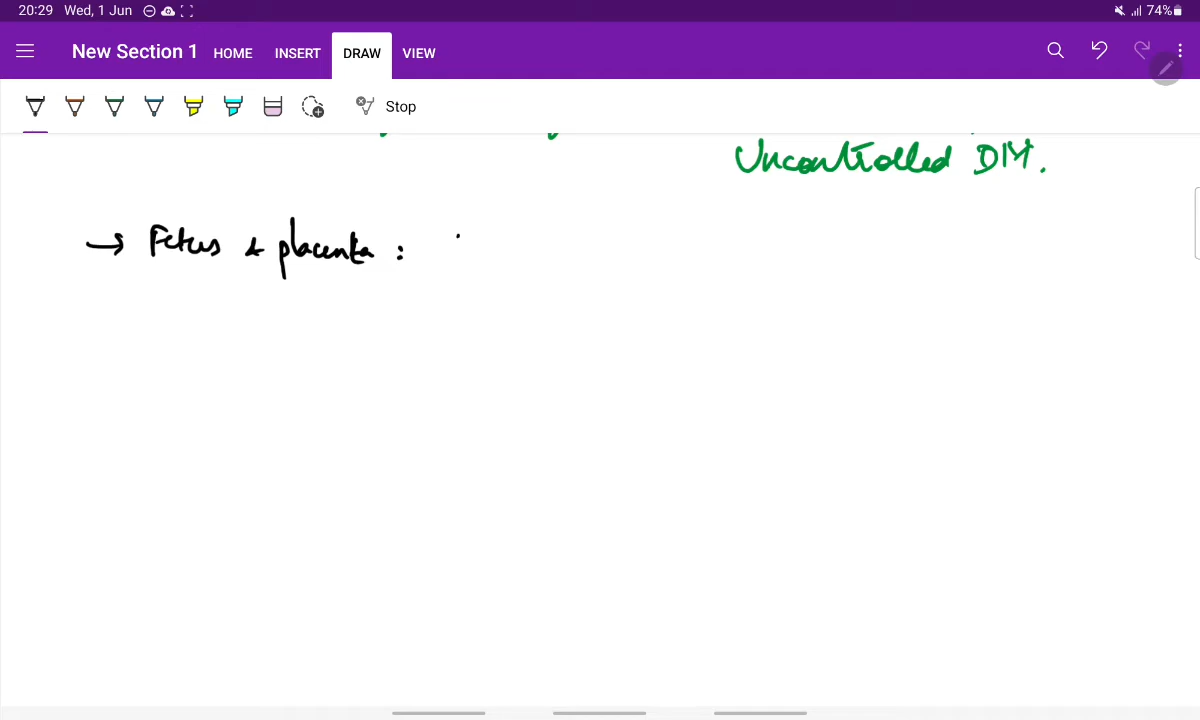 20:29 Wed, 1 Jun 74%
New Section 1 HOME INSERT DRAW VIEW
Stop
Uncontrolled DM.
→ Fetus & placenta :